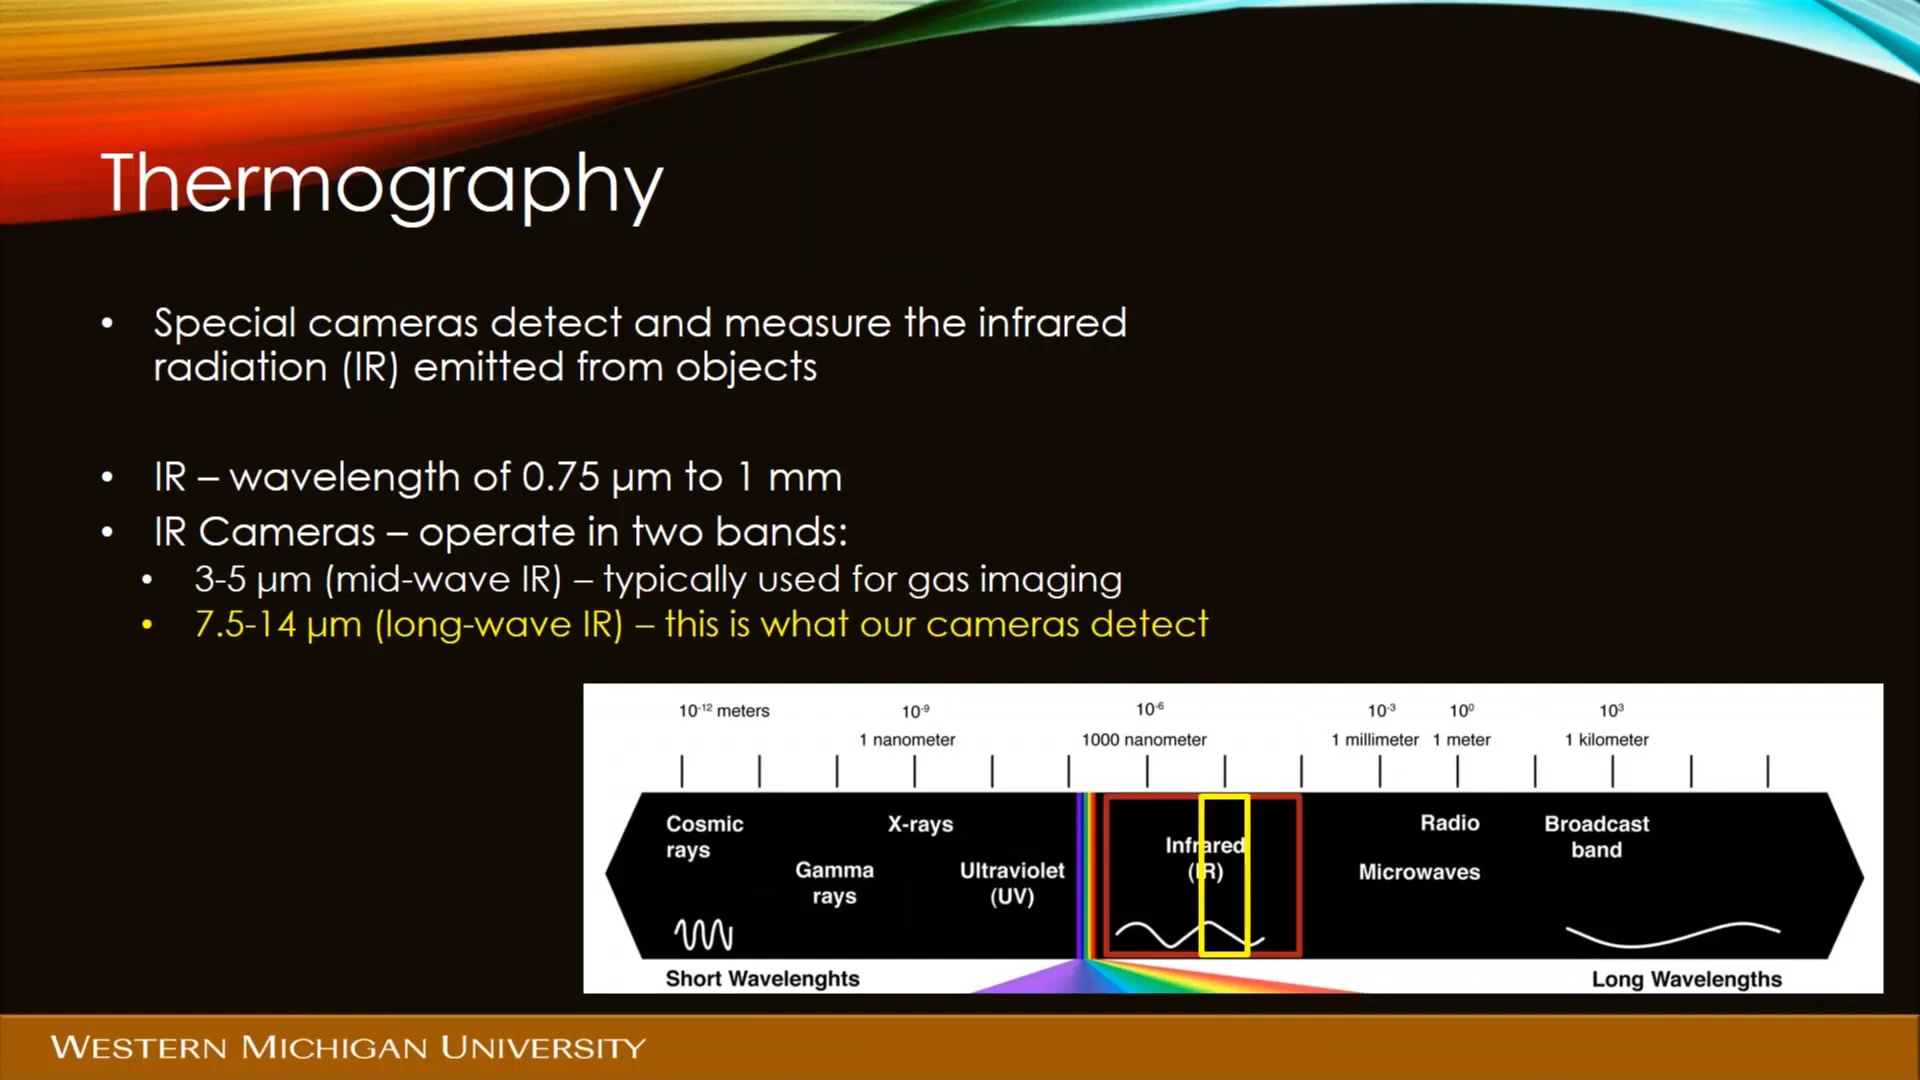 Thermography
• Special cameras detect and measure the infrared
radiation (IR) emitted from objects
• IR – wavelength of 0.75 µm to 1 mm
• IR Cameras – operate in two bands:
• 3-5 µm (mid-wave IR) – typically used for gas imaging
• 7.5-14 µm (long-wave IR) – this is what our cameras detect
10⁻¹² meters 10⁻⁹ 10⁻⁶ 10⁻³ 10⁰ 10³
1 nanometer 1000 nanometer 1 millimeter 1 meter 1 kilometer
Cosmic
rays
Gamma
rays
X-rays
Ultraviolet
(UV)
Infrared
(IR)
Microwaves
Radio
Broadcast
band
Short Wavelenghts
Long Wavelengths
WESTERN MICHIGAN UNIVERSITY